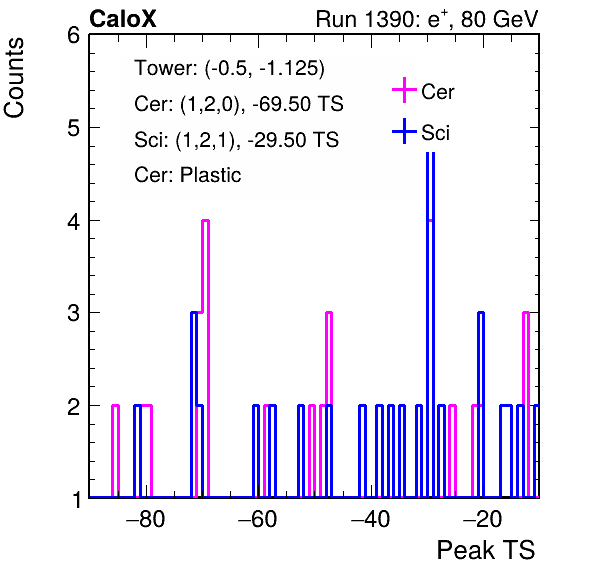 CaloX Run 1390: e⁺, 80 GeV
Counts
Tower: (-0.5, -1.125)
Cer: (1,2,0), -69.50 TS
Sci: (1,2,1), -29.50 TS
Cer: Plastic
Cer
Sci
6
5
4
3
2
1
−80 −60 −40 −20
Peak TS